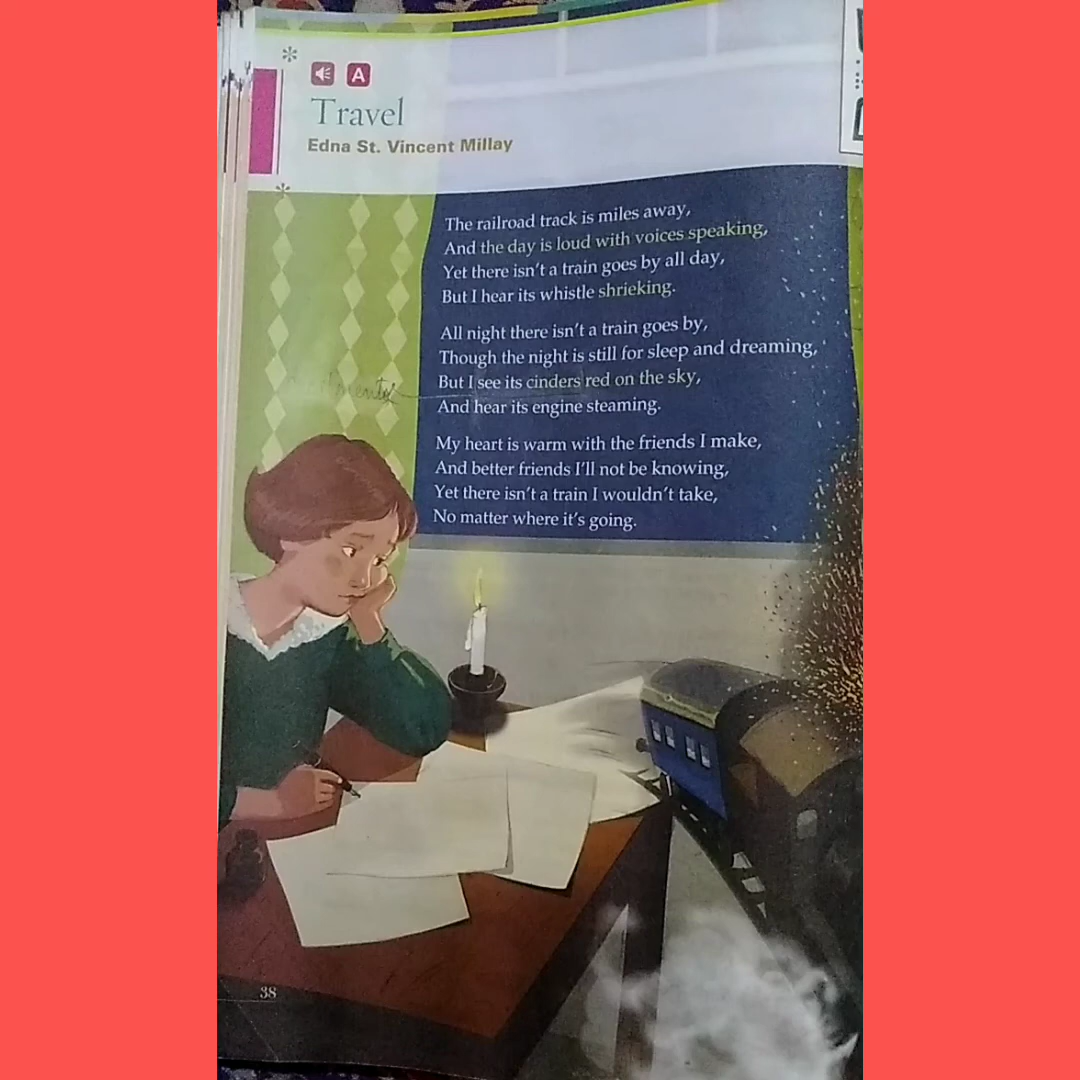 A
Travel
Edna St. Vincent Millay
The railroad track is miles away,
And the day is loud with voices speaking,
Yet there isn't a train goes by all day,
But I hear its whistle shrieking.
All night there isn't a train goes by,
Though the night is still for sleep and dreaming,
But I see its cinders red on the sky,
And hear its engine steaming.
My heart is warm with the friends I make,
And better friends I'll not be knowing,
Yet there isn't a train I wouldn't take,
No matter where it's going.
38